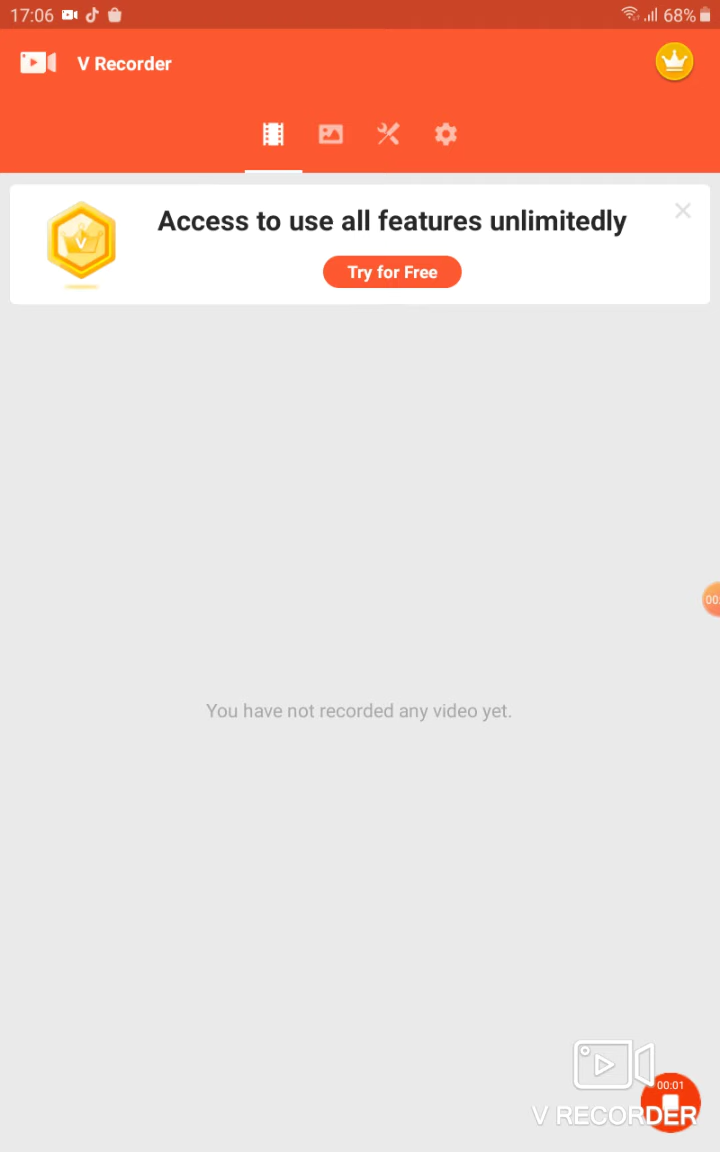 17:06 68%
V Recorder
Access to use all features unlimitedly
V
Try for Free
00:
You have not recorded any video yet.
00:01
V RECORDER